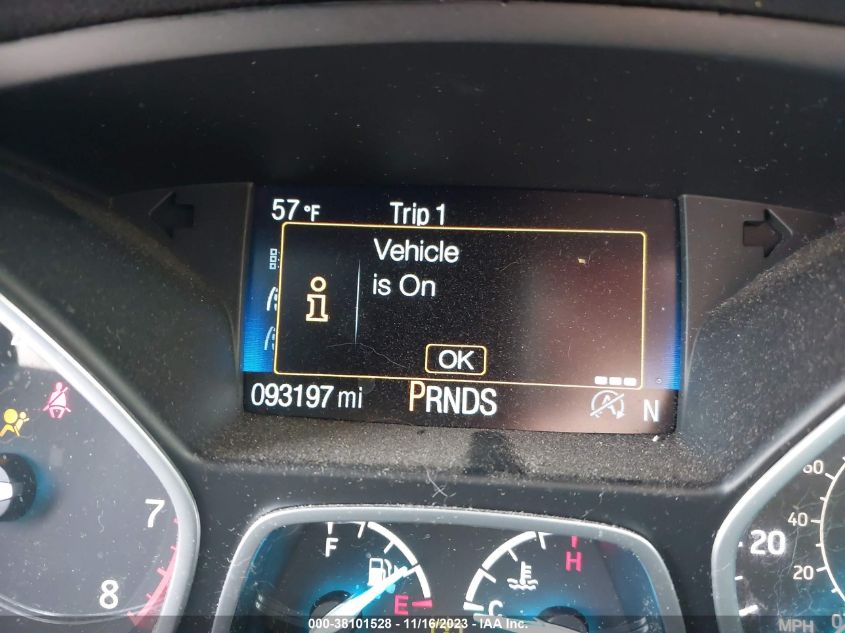 57°F Trip 1
Vehicle
is On
OK
093197 mi PRNDS N
7
8
F
E
H
C
60
40
20
20
MPH
000-38101528 - 11/16/2023 - IAA Inc.